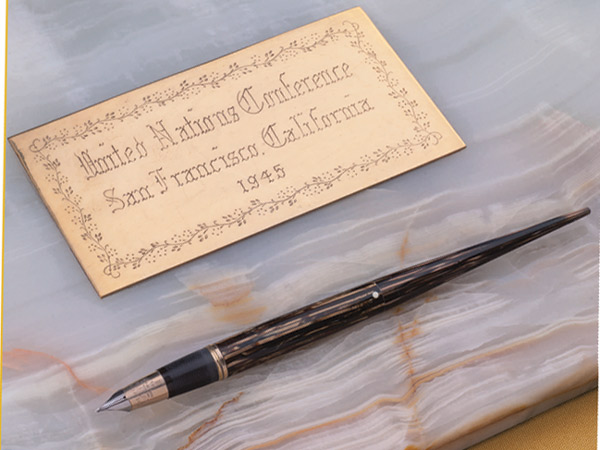 United Nations Conference
San Francisco, California
1945